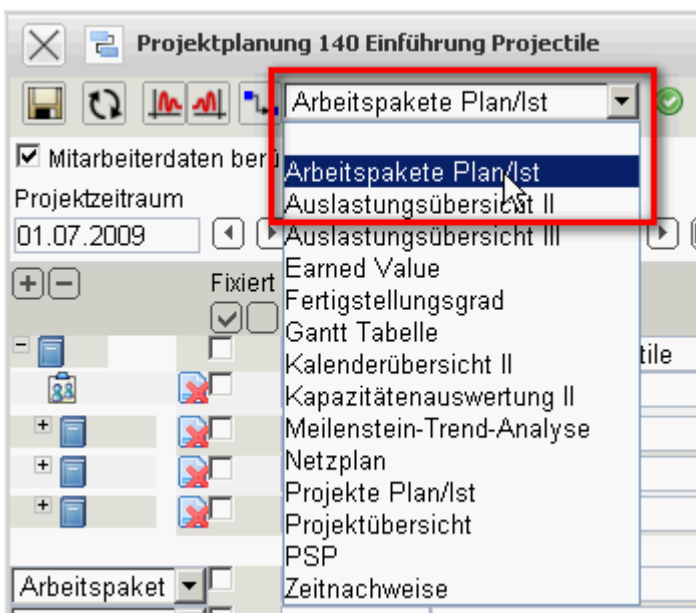 Projektplanung 140 Einführung Projectile
Arbeitspakete Plan/Ist
Mitarbeiterdaten ber
Arbeitspakete Plan/Ist
Projektzeitraum
Auslastungsübersicht II
01.07.2009
Auslastungsübersicht III
Earned Value
Fixiert
Fertigstellungsgrad
Gantt Tabelle
tile
Kalenderübersicht II
Kapazitätenauswertung II
Meilenstein-Trend-Analyse
Netzplan
Projekte Plan/Ist
Projektübersicht
PSP
Arbeitspaket
Zeitnachweise